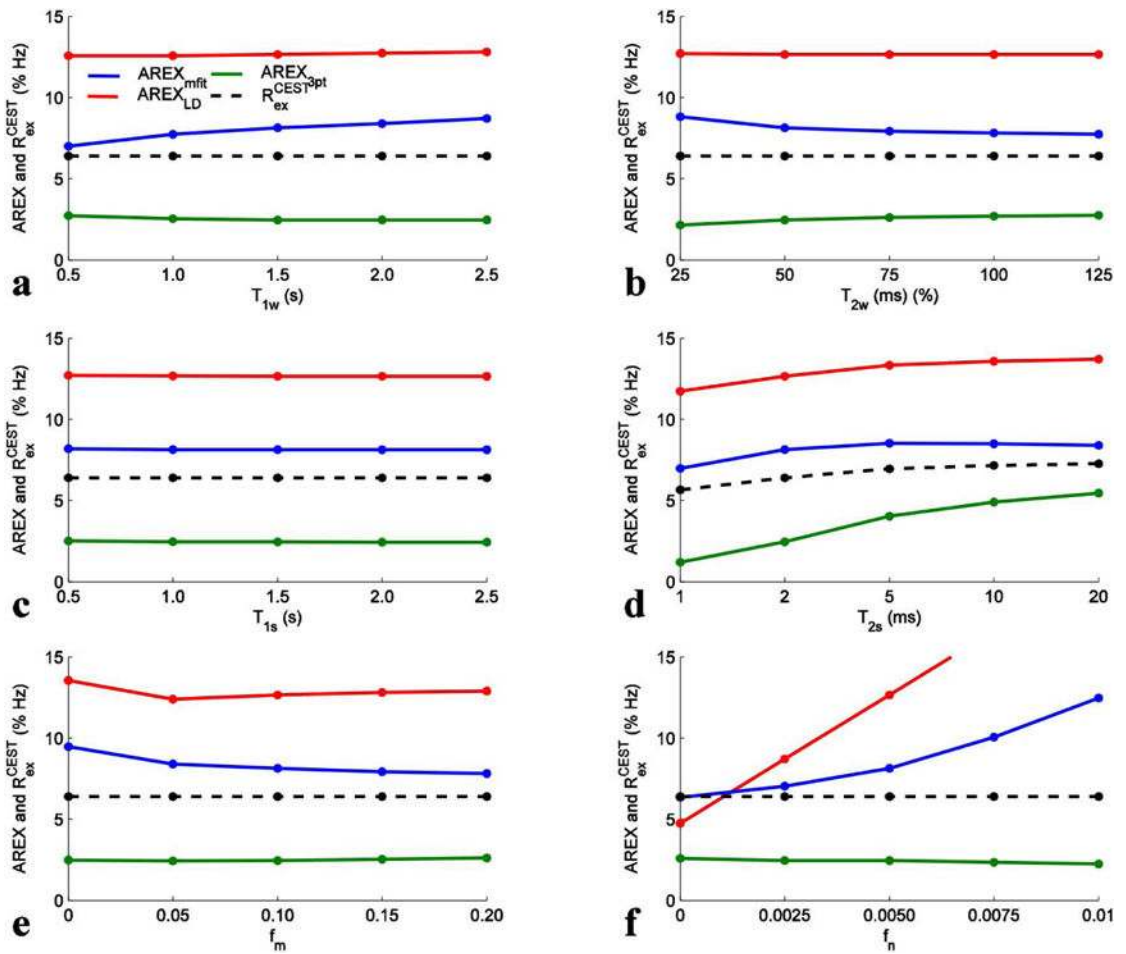 15
10
5
0
AREX and R_ex^CEST (% Hz)
AREX_mfit
AREX_3pt
AREX_LD
R_ex^CEST
0.5 1.0 1.5 2.0 2.5
T_1w (s)
a
15
10
5
0
AREX and R_ex^CEST (% Hz)
25 50 75 100 125
T_2w (ms) (%)
b
15
10
5
0
AREX and R_ex^CEST (% Hz)
0.5 1.0 1.5 2.0 2.5
T_1s (s)
c
15
10
5
0
AREX and R_ex^CEST (% Hz)
1 2 5 10 20
T_2s (ms)
d
15
10
5
0
AREX and R_ex^CEST (% Hz)
0 0.05 0.10 0.15 0.20
f_m
e
15
10
5
0
AREX and R_ex^CEST (% Hz)
0 0.0025 0.0050 0.0075 0.01
f_n
f